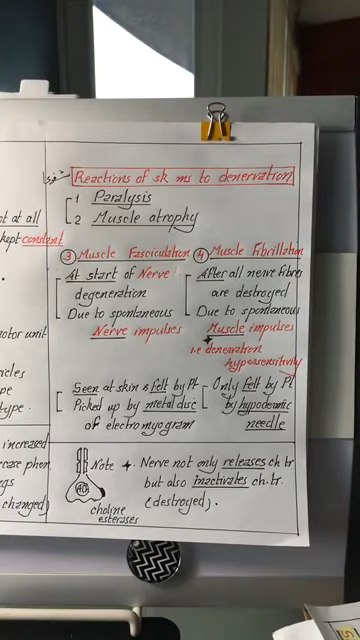 ot at all
kept constant
.
motor unit
icles
pe
type.
increased
care phen
gs
changed)
Reactions of sk ms to denervation
1 Paralysis
2 Muscle atrophy
③ Muscle Fasciculation
At start of Nerve
degeneration
Due to spontaneous
Nerve impulses
Seen at skin & felt by Pt
Picked up by metal disc
of electromyogram
④ Muscle Fibrillation
After all nerve fibres
are destroyed
Due to spontaneous
Muscle impulses
i.e denervation
hypersensitivity
Only felt by Pt
by hypodermic
needle
choline
esterases
Note Nerve not only releases ch tr
but also inactivates ch.tr.
(destroyed).